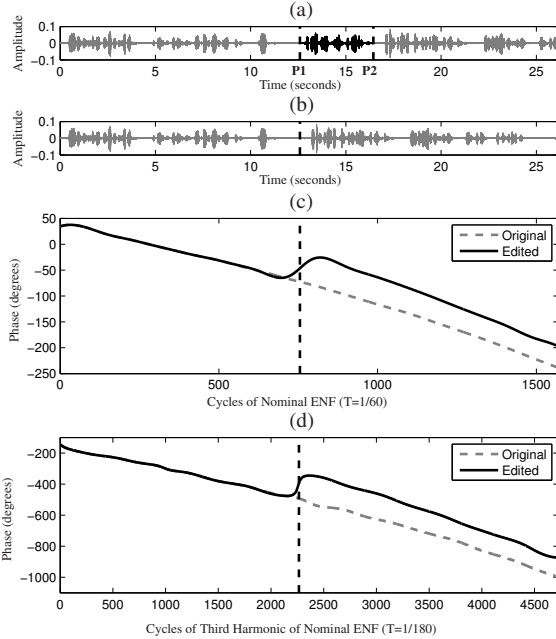 (a)
Amplitude
0.1
0
−0.1
0 5 10 15 20 25
P1 P2
Time (seconds)
(b)
Amplitude
0.1
0
−0.1
0 5 10 15 20 25
Time (seconds)
(c)
Phase (degrees)
50
0
−50
−100
−150
−200
−250
0 500 1000 1500
Original
Edited
Cycles of Nominal ENF (T=1/60)
(d)
Phase (degrees)
−200
−400
−600
−800
−1000
0 500 1000 1500 2000 2500 3000 3500 4000 4500
Original
Edited
Cycles of Third Harmonic of Nominal ENF (T=1/180)